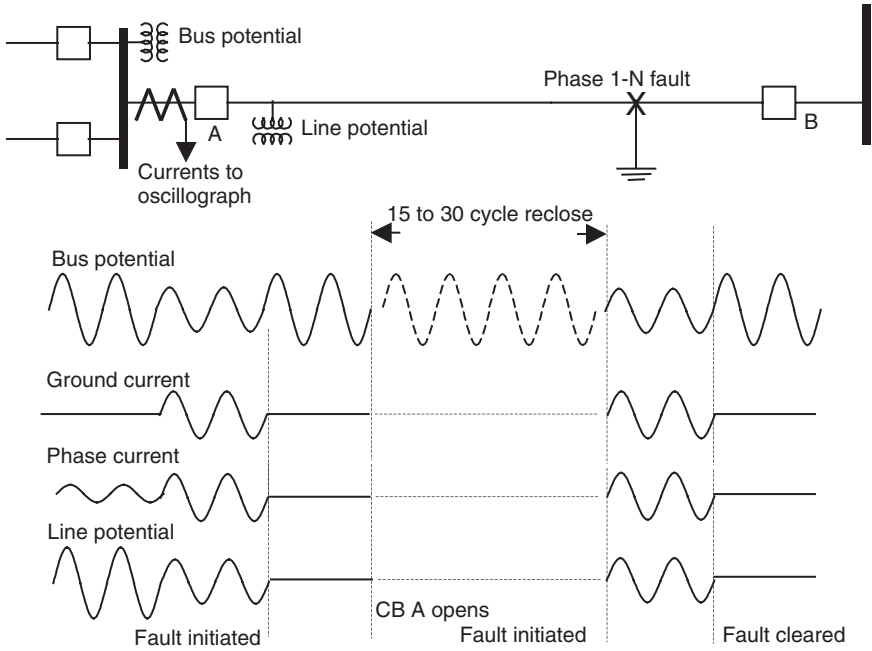 Bus potential
Phase 1-N fault
A
Line potential
B
Currents to
oscillograph
15 to 30 cycle reclose
Bus potential
Ground current
Phase current
Line potential
CB A opens
Fault initiated
Fault initiated
Fault cleared